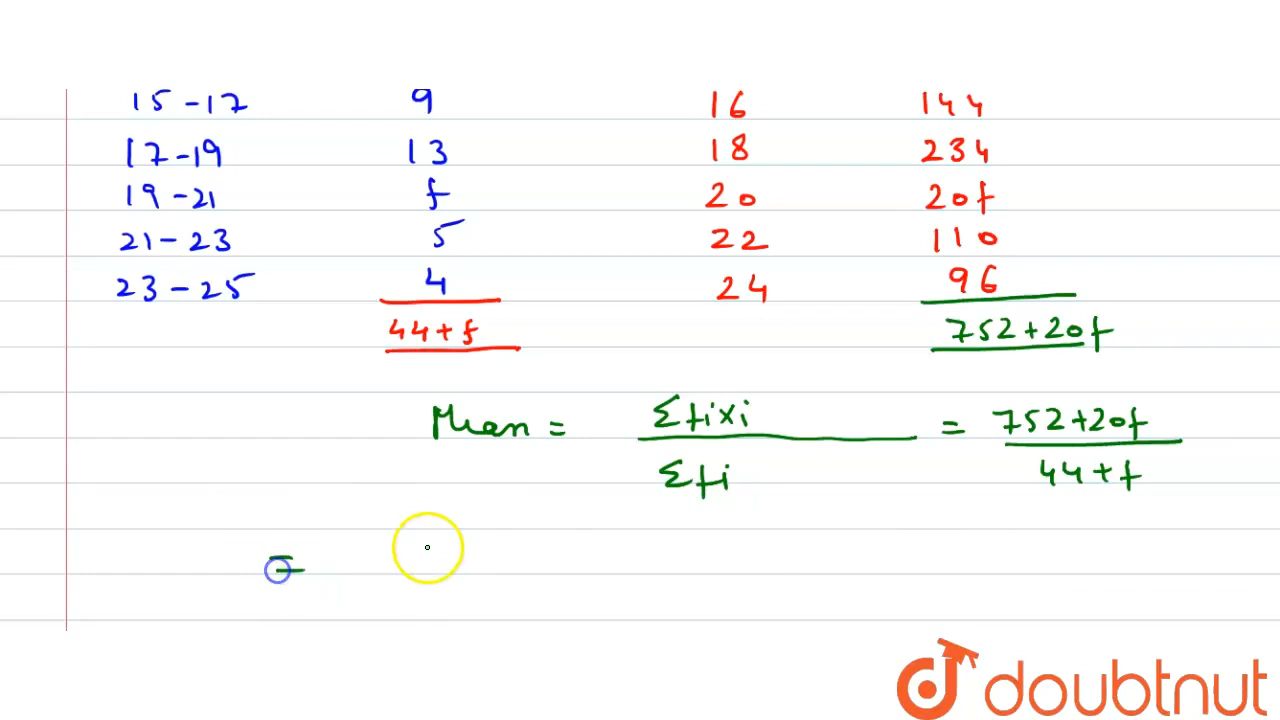 15-17 9 16 144
17-19 13 18 234
19-21 f 20 20f
21-23 5 22 110
23-25 4 24 96
44+f 752+20f
Mean = Σfixi / Σfi = 752+20f / 44+f
=
doubtnut